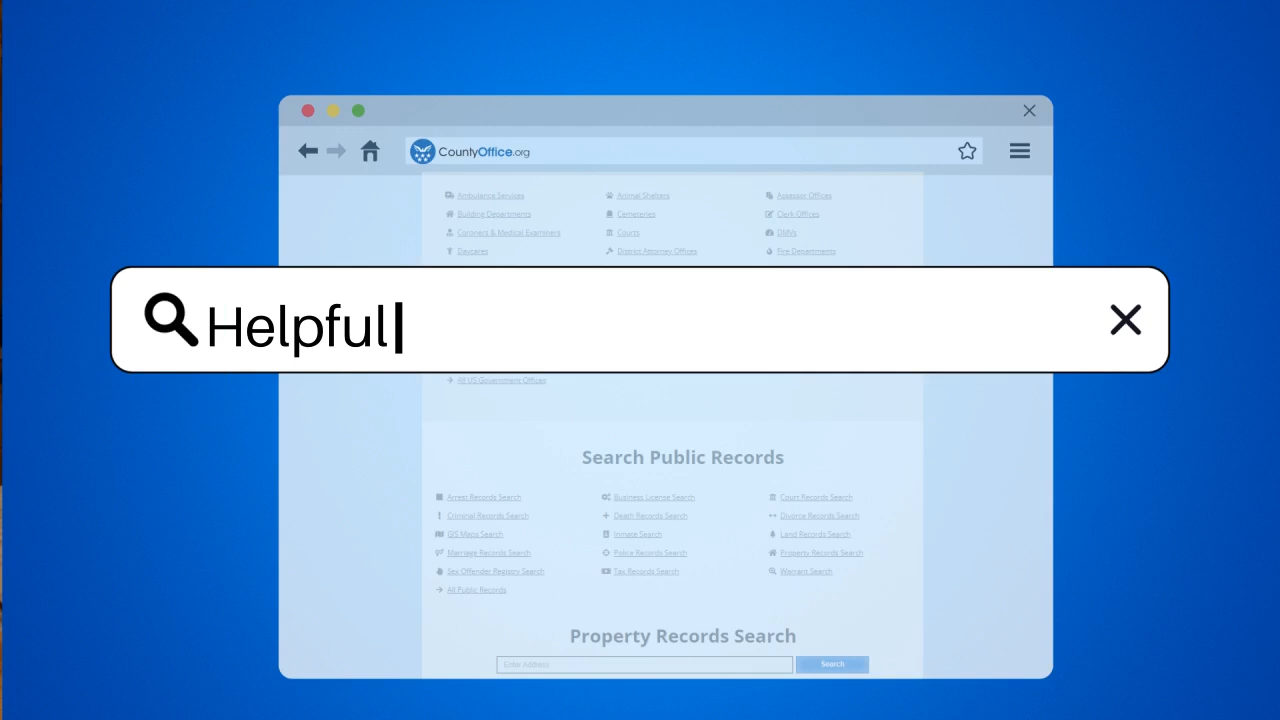 CountyOffice.org
Ambulance Services Animal Shelters Assessor Offices
Building Departments Cemeteries Clerk Offices
Coroners & Medical Examiners Courts DMVs
Daycares District Attorney Offices Fire Departments
Helpful
All US Government Offices
Search Public Records
Arrest Records Search Business License Search Court Records Search
Criminal Records Search Death Records Search Divorce Records Search
GIS Maps Search Inmate Search Land Records Search
Marriage Records Search Police Records Search Property Records Search
Sex Offender Registry Search Tax Records Search Warrant Search
All Public Records
Property Records Search
Enter Address Search